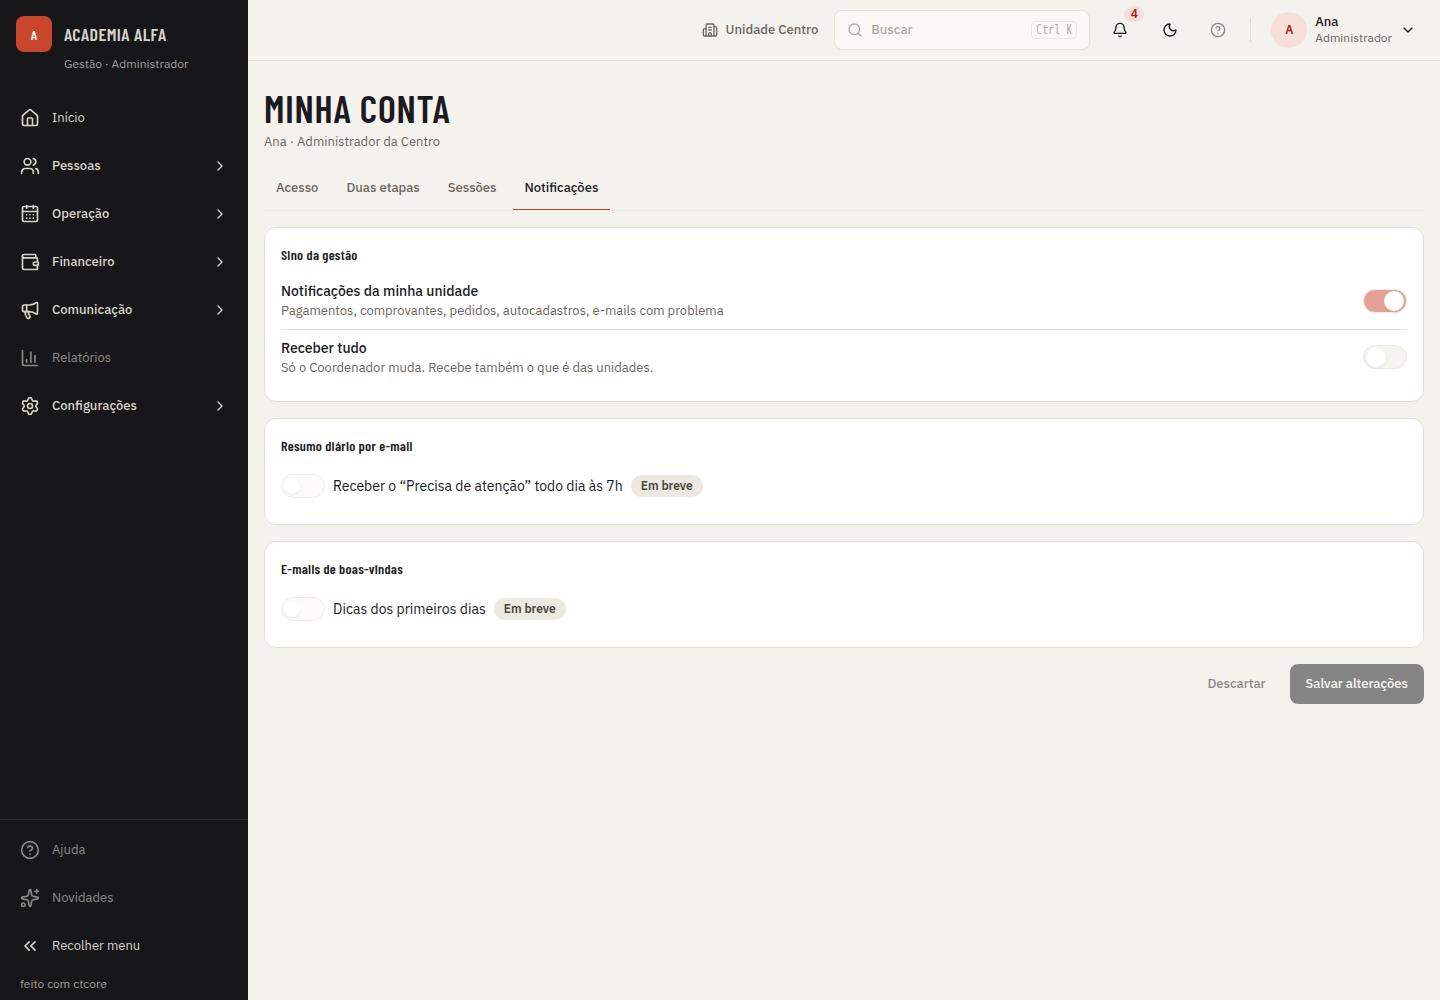 A
ACADEMIA ALFA
Gestão · Administrador
Início
Pessoas
Operação
Financeiro
Comunicação
Relatórios
Configurações
Ajuda
Novidades
Recolher menu
feito com ctcore
Unidade Centro
Buscar
Ctrl K
4
A
Ana
Administrador
MINHA CONTA
Ana · Administrador da Centro
Acesso
Duas etapas
Sessões
Notificações
Sino da gestão
Notificações da minha unidade
Pagamentos, comprovantes, pedidos, autocadastros, e-mails com problema
Receber tudo
Só o Coordenador muda. Recebe também o que é das unidades.
Resumo diário por e-mail
Receber o “Precisa de atenção” todo dia às 7h
Em breve
E-mails de boas-vindas
Dicas dos primeiros dias
Em breve
Descartar
Salvar alterações